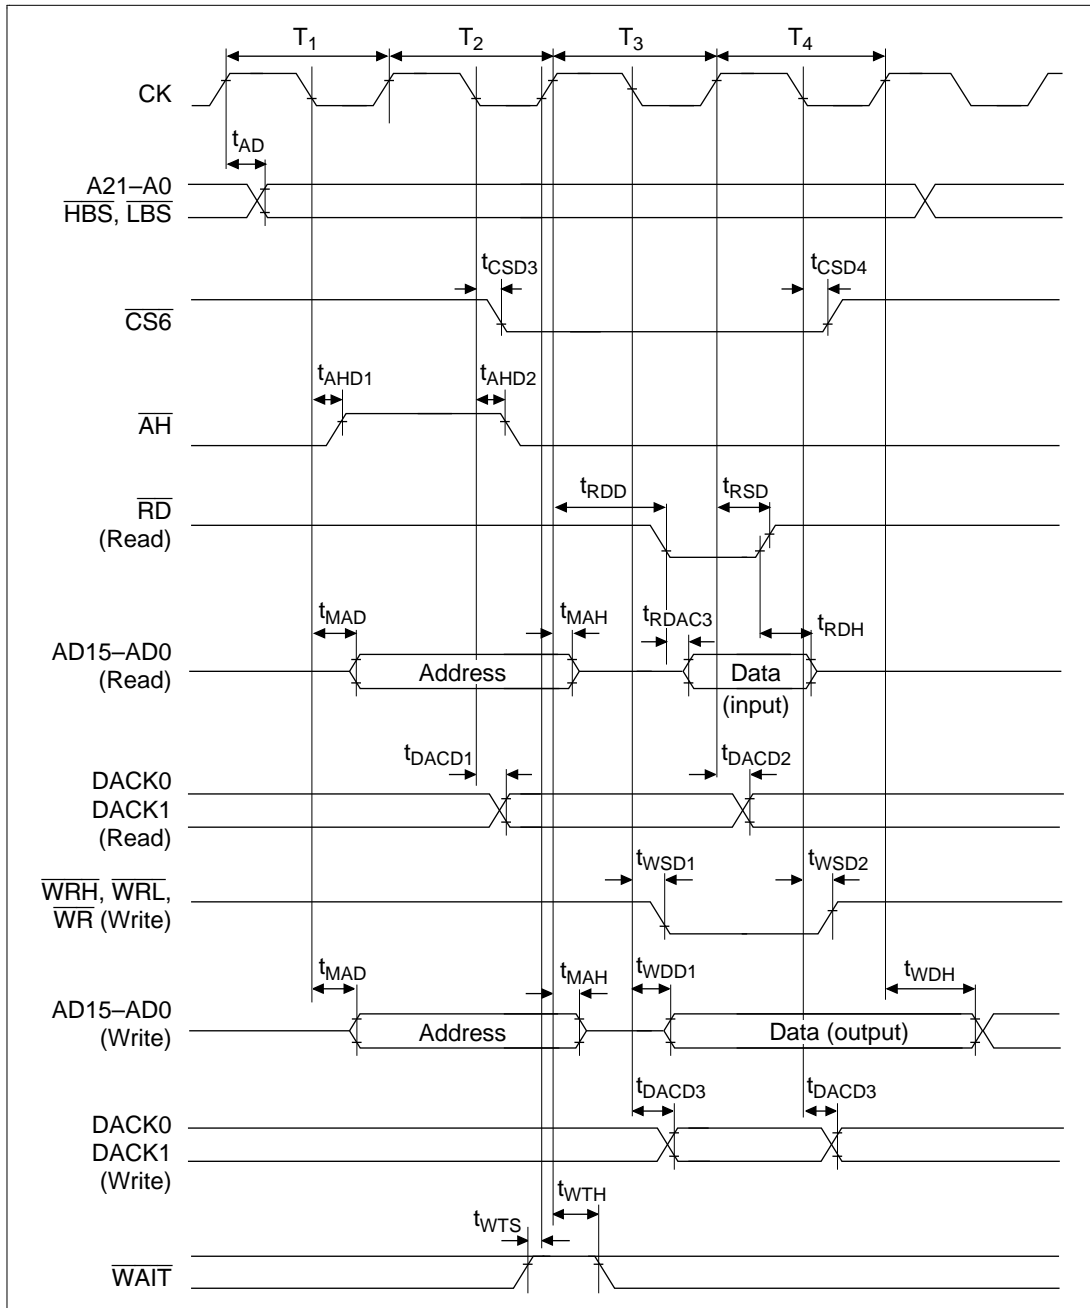 T1 T2 T3 T4
CK
tAD
A21–A0
HBS, LBS
tCSD3 tCSD4
CS6
tAHD1 tAHD2
AH
tRDD tRSD
RD
(Read)
tMAD tMAH tRDAC3 tRDH
AD15–AD0
(Read)
Address Data
(input)
tDACD1 tDACD2
DACK0
DACK1
(Read)
tWSD1 tWSD2
WRH, WRL,
WR (Write)
tMAD tMAH tWDD1 tWDH
AD15–AD0
(Write)
Address Data (output)
tDACD3 tDACD3
DACK0
DACK1
(Write)
tWTH
tWTS
WAIT